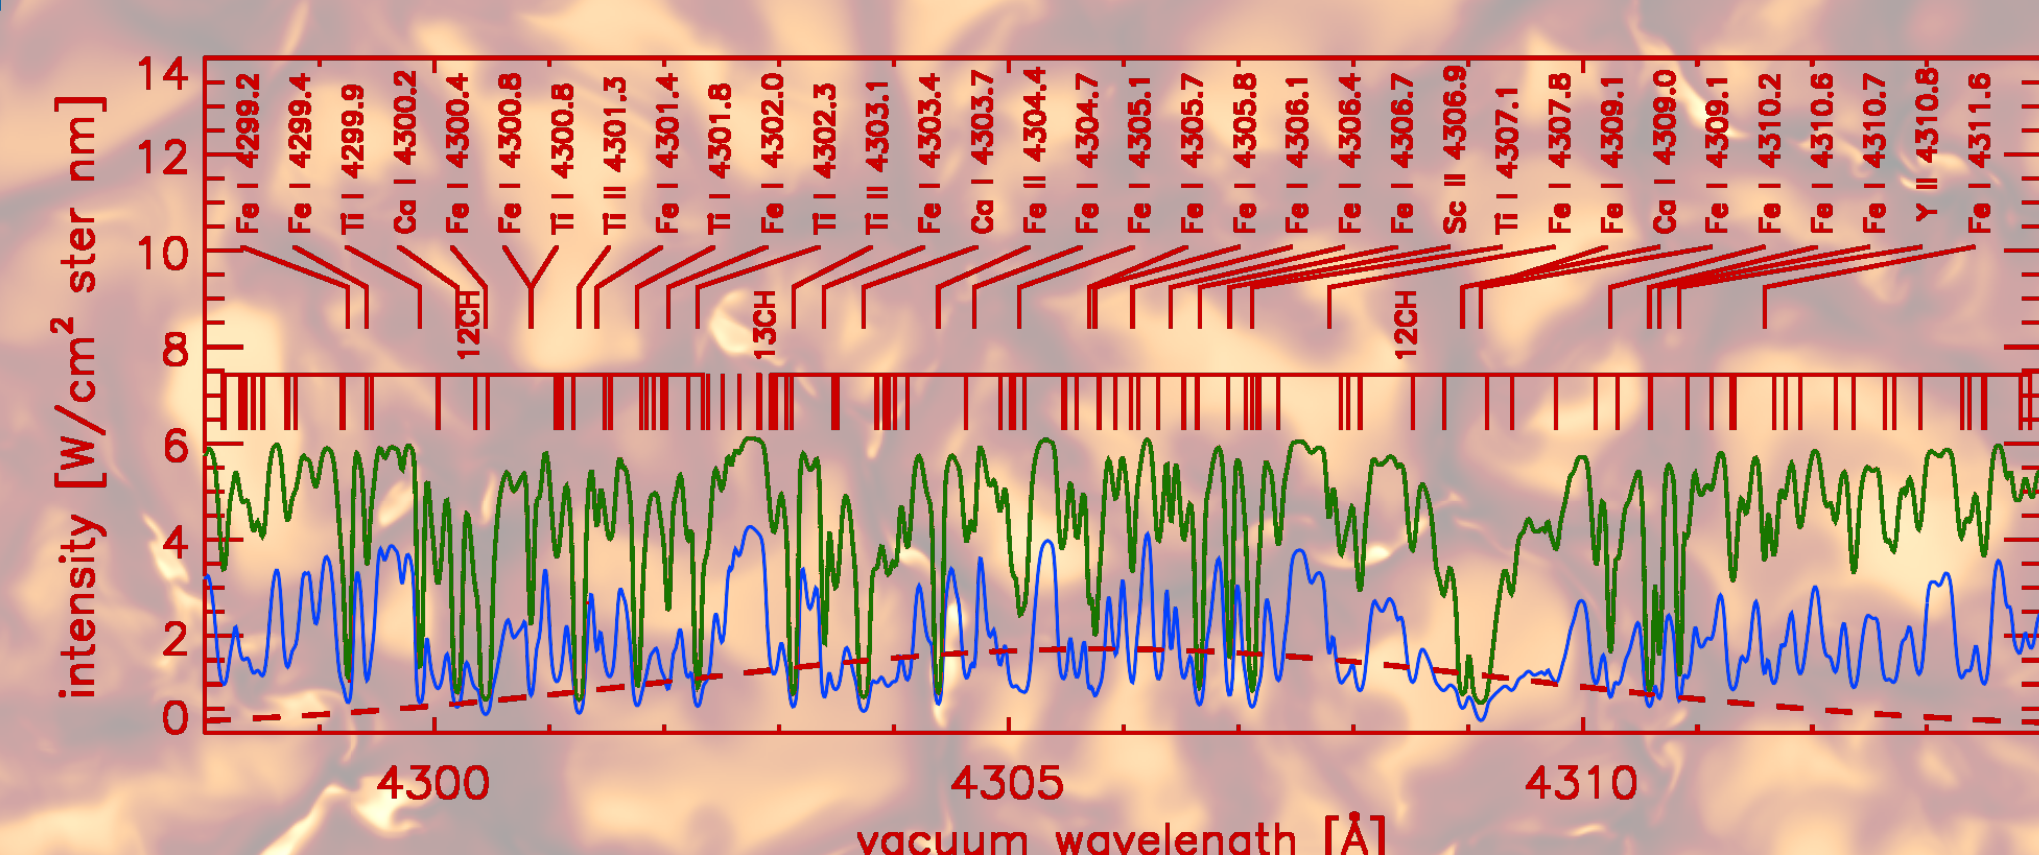 intensity [W/cm² ster nm]
14
12
10
8
6
4
2
0
Fe I 4299.2
Fe I 4299.4
Ti I 4299.9
Ca I 4300.2
Fe I 4300.4
Fe I 4300.8
Ti I 4300.8
Ti II 4301.3
Fe I 4301.4
Ti I 4301.8
Fe I 4302.0
Ti I 4302.3
Ti II 4303.1
Fe I 4303.4
Ca I 4303.7
Fe II 4304.4
Fe I 4304.7
Fe I 4305.1
Fe I 4305.7
Fe I 4305.8
Fe I 4306.1
Fe I 4306.4
Fe I 4306.7
Sc II 4306.9
Ti I 4307.1
Fe I 4307.8
Fe I 4309.1
Ca I 4309.0
Fe I 4309.1
Fe I 4310.2
Fe I 4310.6
Fe I 4310.7
Y II 4310.8
Fe I 4311.6
12CH
13CH
12CH
4300
4305
4310
vacuum wavelength [Å]